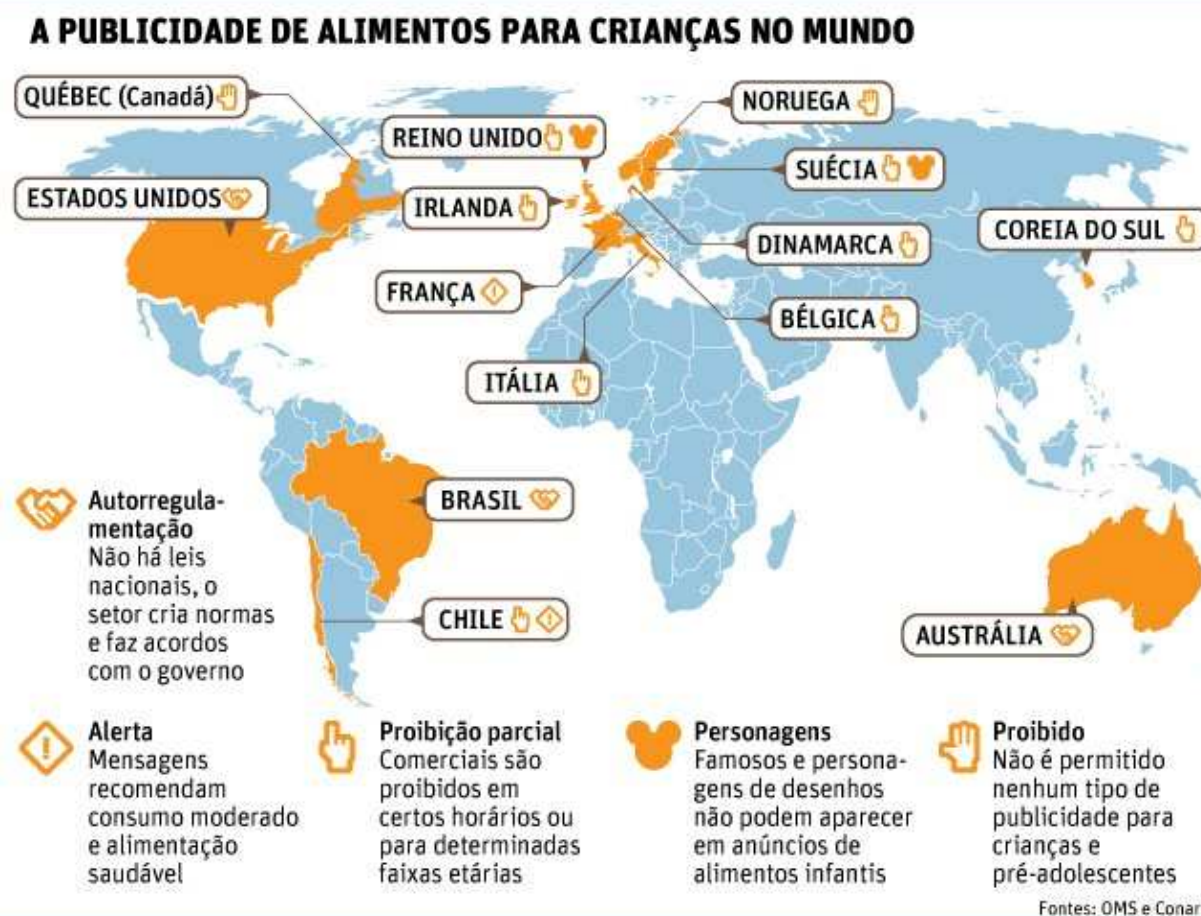 A PUBLICIDADE DE ALIMENTOS PARA CRIANÇAS NO MUNDO
QUÉBEC (Canadá)
NORUEGA
REINO UNIDO
SUÉCIA
ESTADOS UNIDOS
IRLANDA
DINAMARCA
COREIA DO SUL
FRANÇA
BÉLGICA
ITÁLIA
BRASIL
CHILE
AUSTRÁLIA
Autorregula-
mentação
Não há leis
nacionais, o
setor cria normas
e faz acordos
com o governo
Alerta
Mensagens
recomendam
consumo moderado
e alimentação
saudável
Proibição parcial
Comerciais são
proibidos em
certos horários ou
para determinadas
faixas etárias
Personagens
Famosos e persona-
gens de desenhos
não podem aparecer
em anúncios de
alimentos infantis
Proibido
Não é permitido
nenhum tipo de
publicidade para
crianças e
pré-adolescentes
Fontes: OMS e Conar